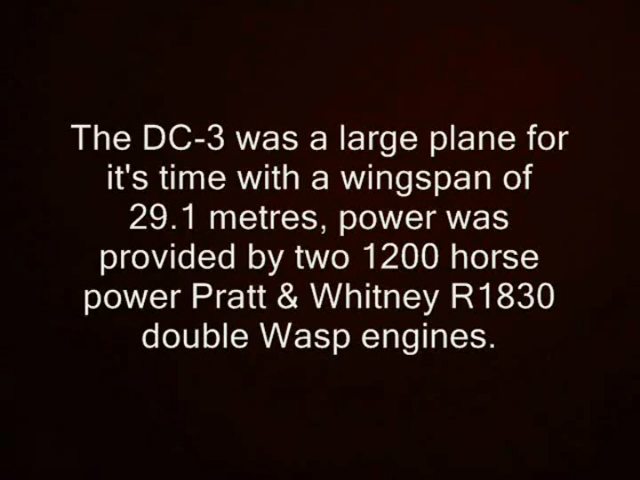 The DC-3 was a large plane for
it's time with a wingspan of
29.1 metres, power was
provided by two 1200 horse
power Pratt & Whitney R1830
double Wasp engines.